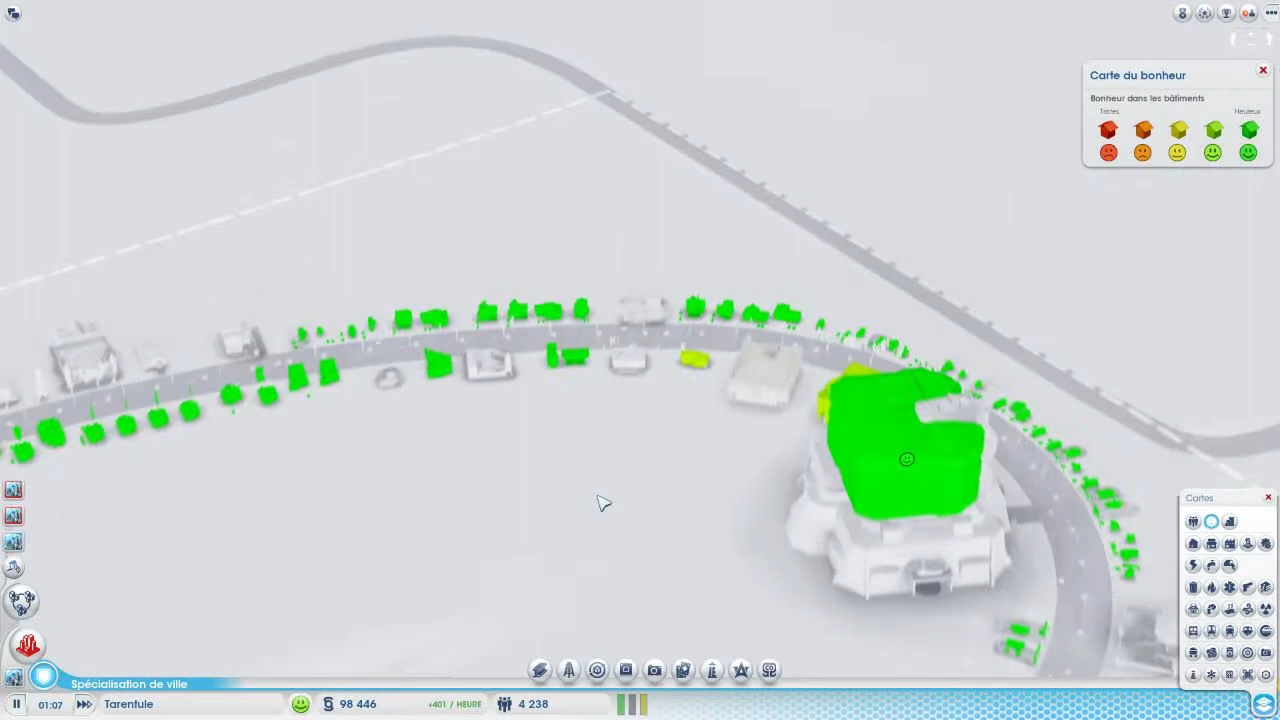 Carte du bonheur
Bonheur dans les bâtiments
Tristes
Heureux
Cartes
Spécialisation de ville
01:07
Tarentule
98 446
+401 / HEURE
4 238